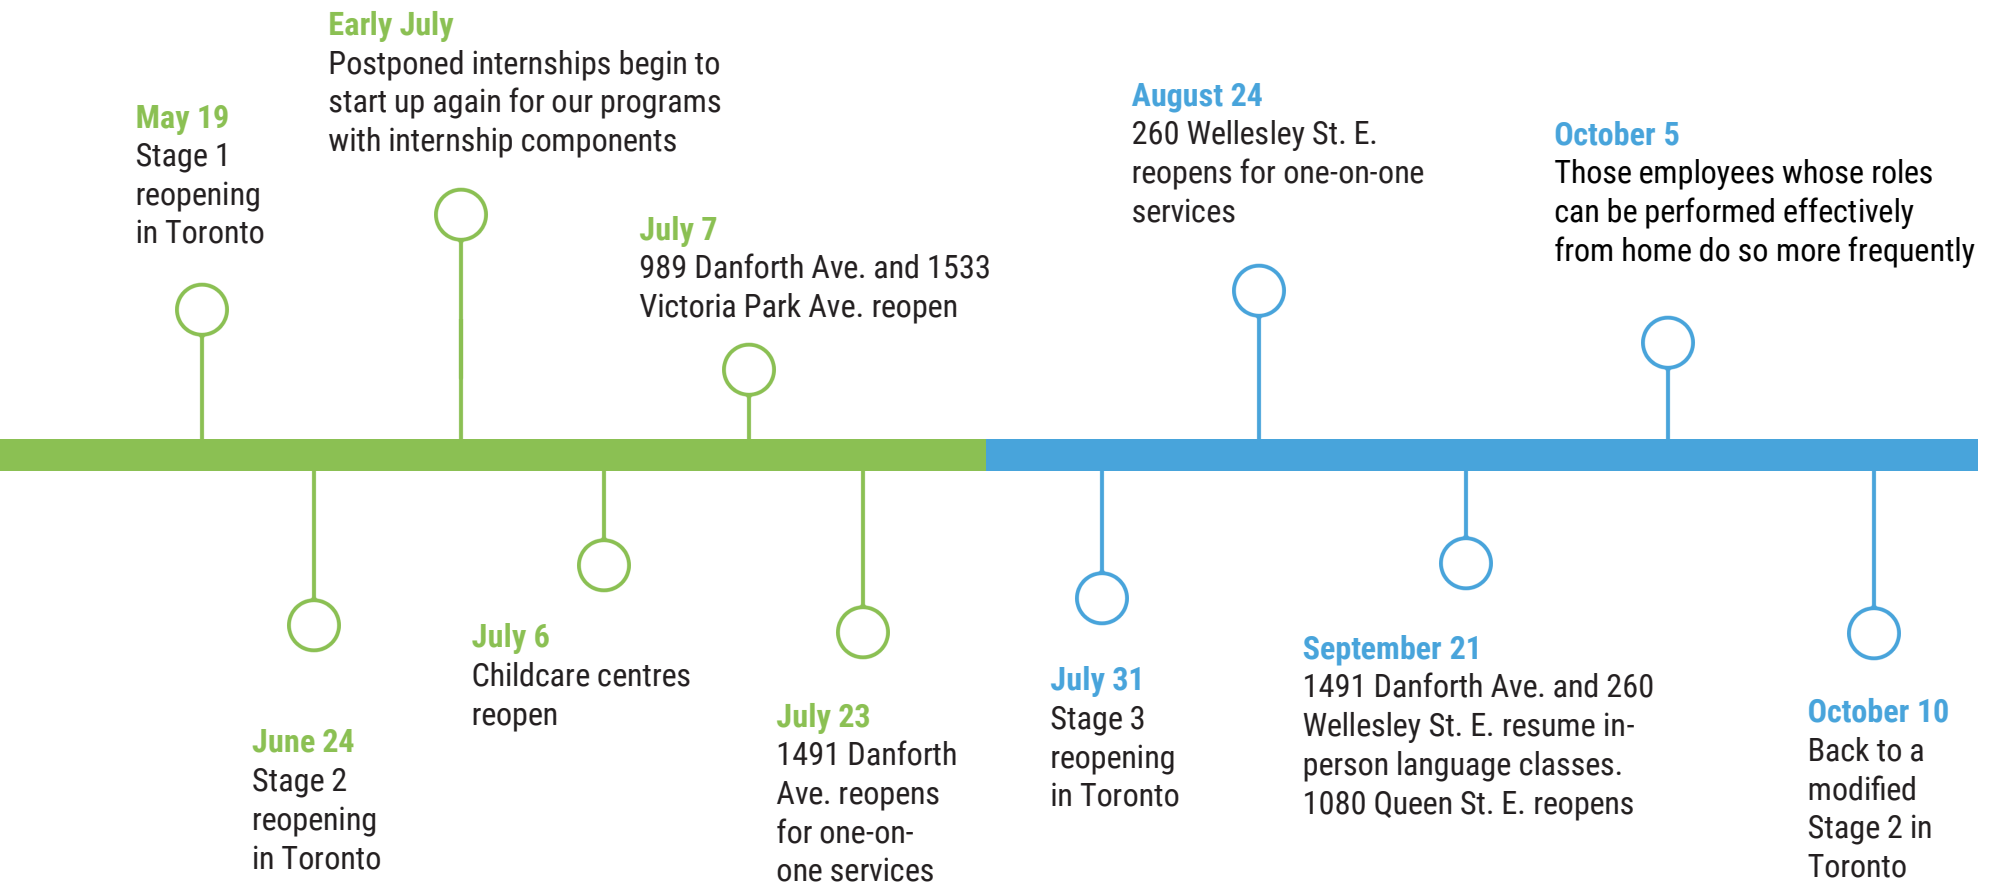 Early July
Postponed internships begin to
start up again for our programs
with internship components
May 19
Stage 1
reopening
in Toronto
July 7
989 Danforth Ave. and 1533
Victoria Park Ave. reopen
August 24
260 Wellesley St. E.
reopens for one-on-one
services
October 5
Those employees whose roles
can be performed effectively
from home do so more frequently
June 24
Stage 2
reopening
in Toronto
July 6
Childcare centres
reopen
July 23
1491 Danforth
Ave. reopens
for one-on-
one services
July 31
Stage 3
reopening
in Toronto
September 21
1491 Danforth Ave. and 260
Wellesley St. E. resume in-
person language classes.
1080 Queen St. E. reopens
October 10
Back to a
modified
Stage 2 in
Toronto